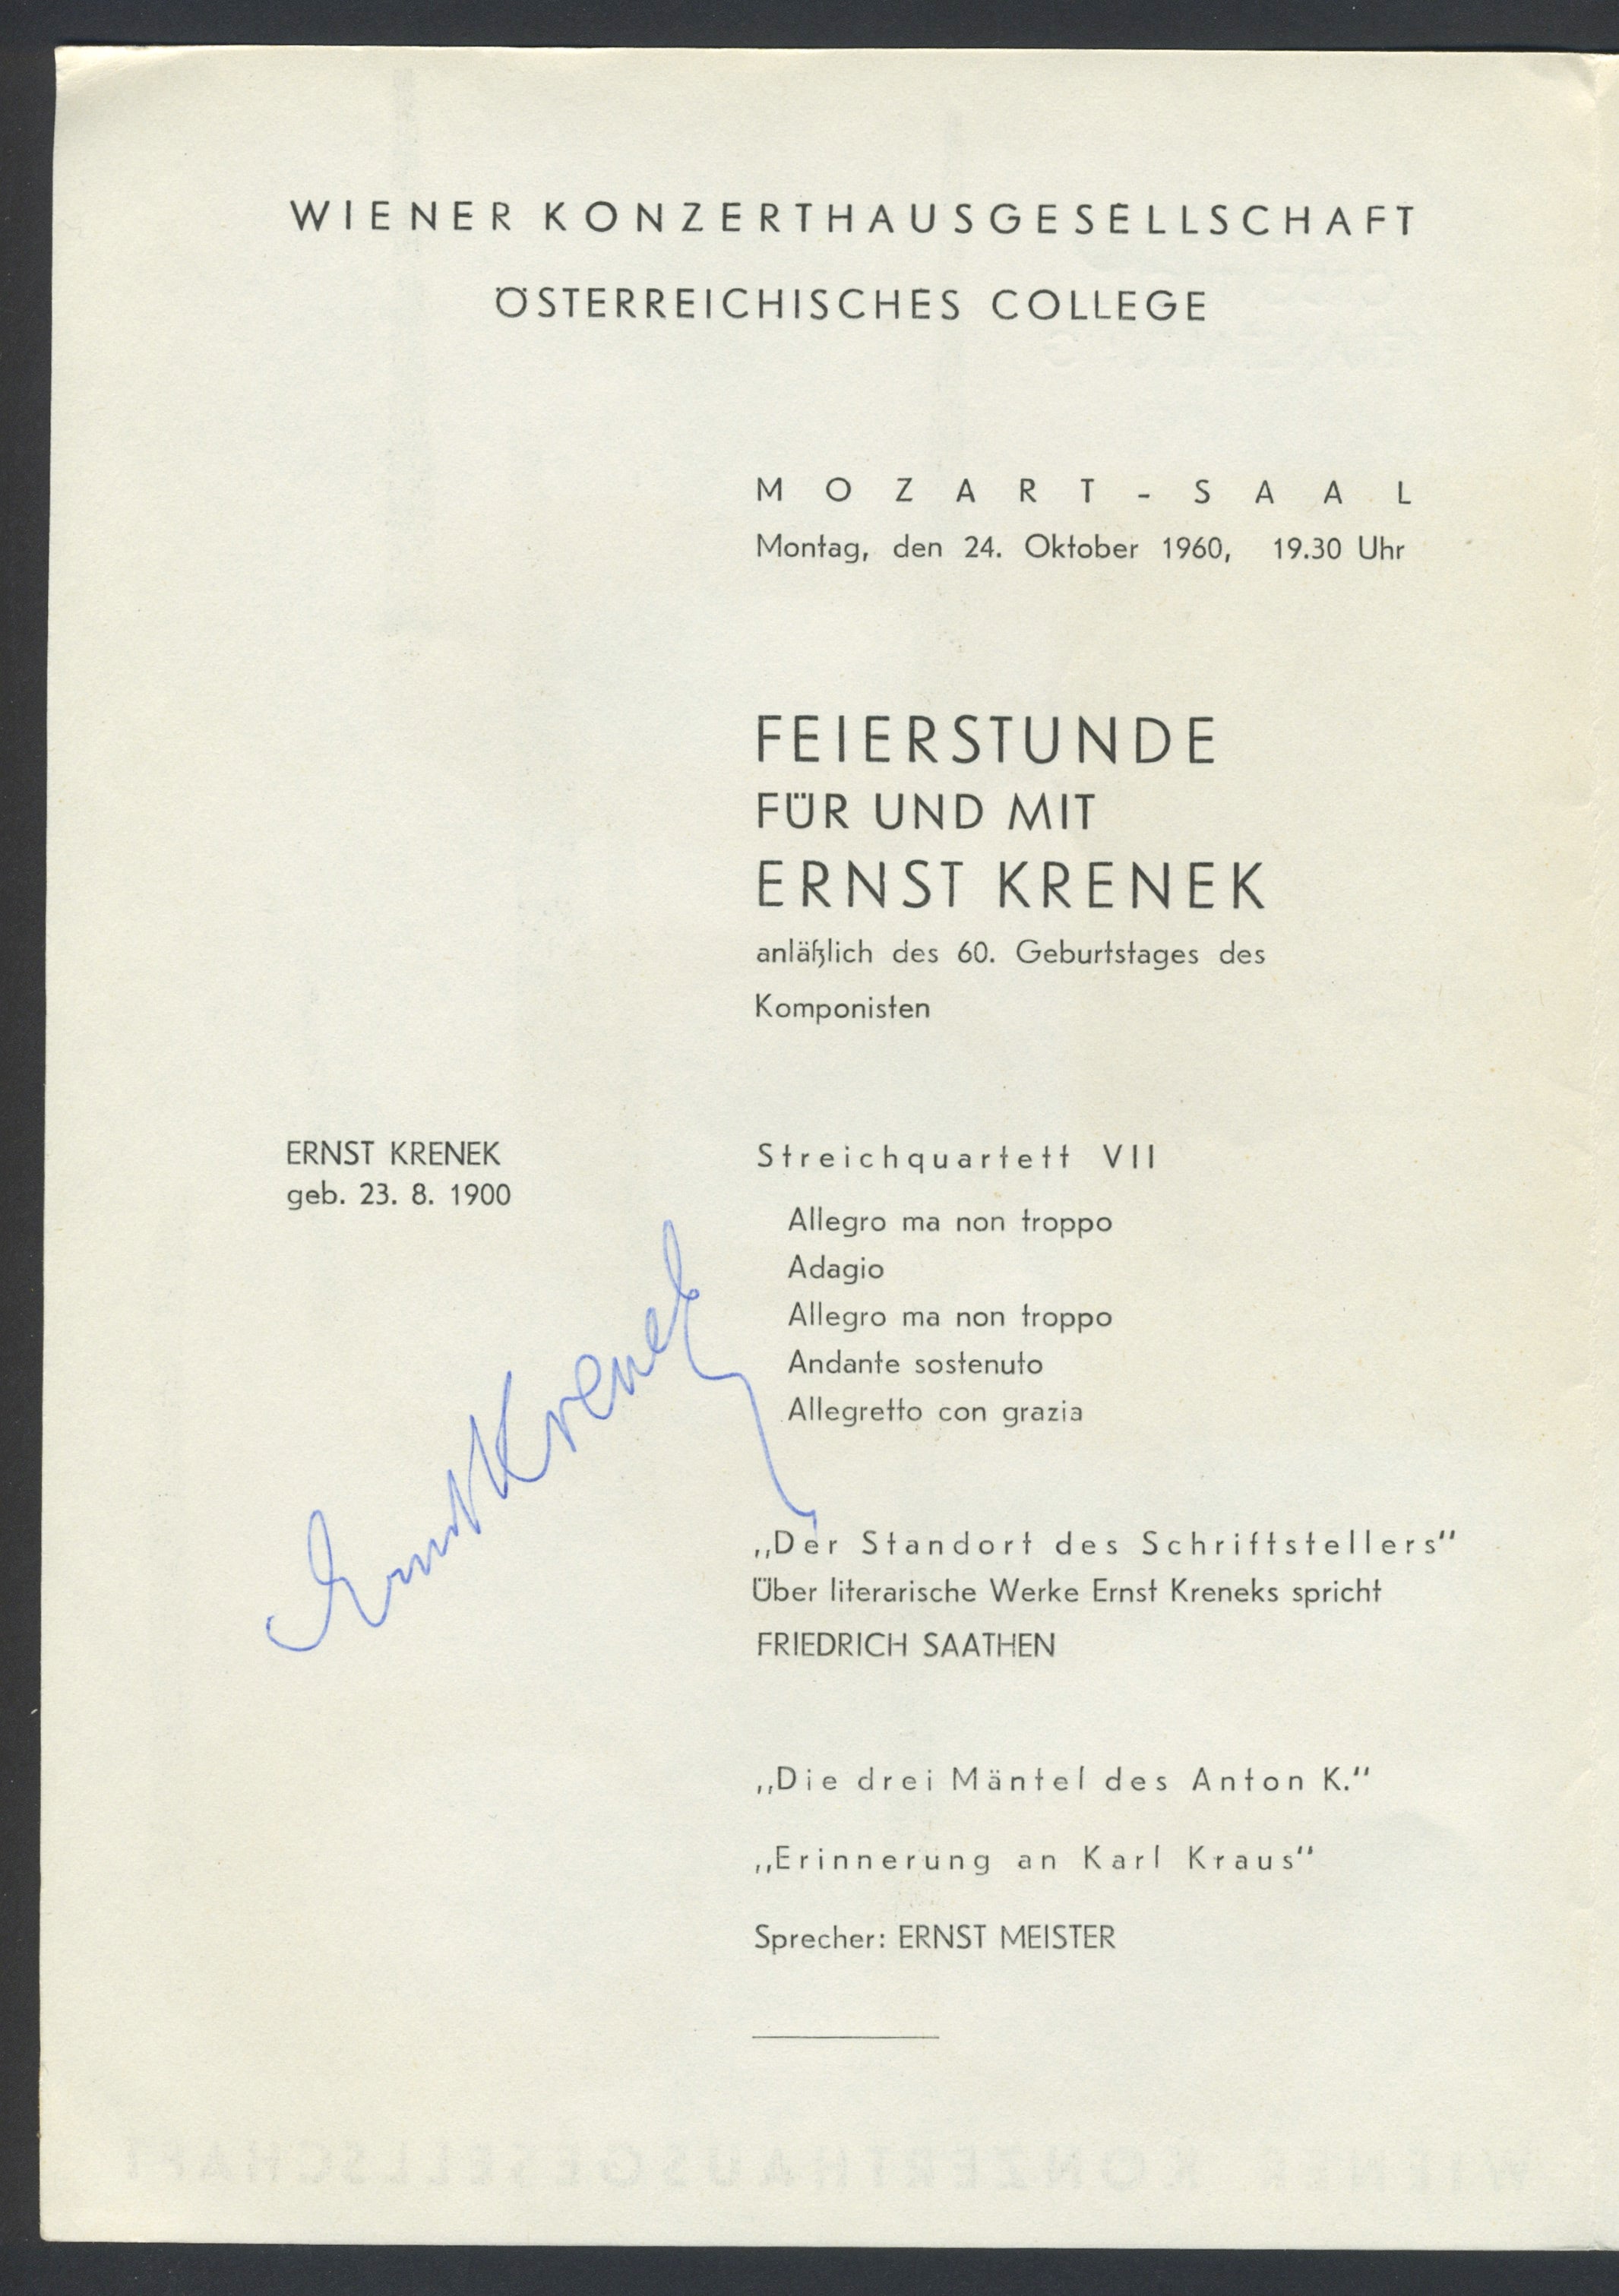 WIENER KONZERTHAUSGESELLSCHAFT
ÖSTERREICHISCHES COLLEGE
MOZART-SAAL
Montag, den 24. Oktober 1960, 19.30 Uhr
FEIERSTUNDE
FÜR UND MIT
ERNST KRENEK
anläßlich des 60. Geburtstages des
Komponisten
ERNST KRENEK
geb. 23. 8. 1900
Streichquartett VII
Allegro ma non troppo
Adagio
Allegro ma non troppo
Andante sostenuto
Allegretto con grazia
Ernst Krenek
„Der Standort des Schriftstellers"
Über literarische Werke Ernst Kreneks spricht
FRIEDRICH SAATHEN
„Die drei Mäntel des Anton K."
„Erinnerung an Karl Kraus"
Sprecher: ERNST MEISTER
WIENER KONZERTHAUSGESELLSCHAFT